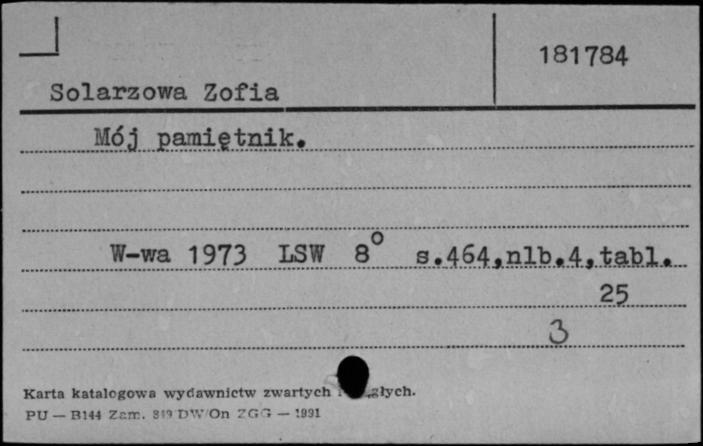 181784
Solarzowa Zofia
Mój pamiętnik.
W-wa 1973 LSW 8° s.464,nlb.4,tabl.
25
3
Karta katalogowa wydawnictw zwartych
PU — B144 Zam. 849 DW/On ZGG — 1991